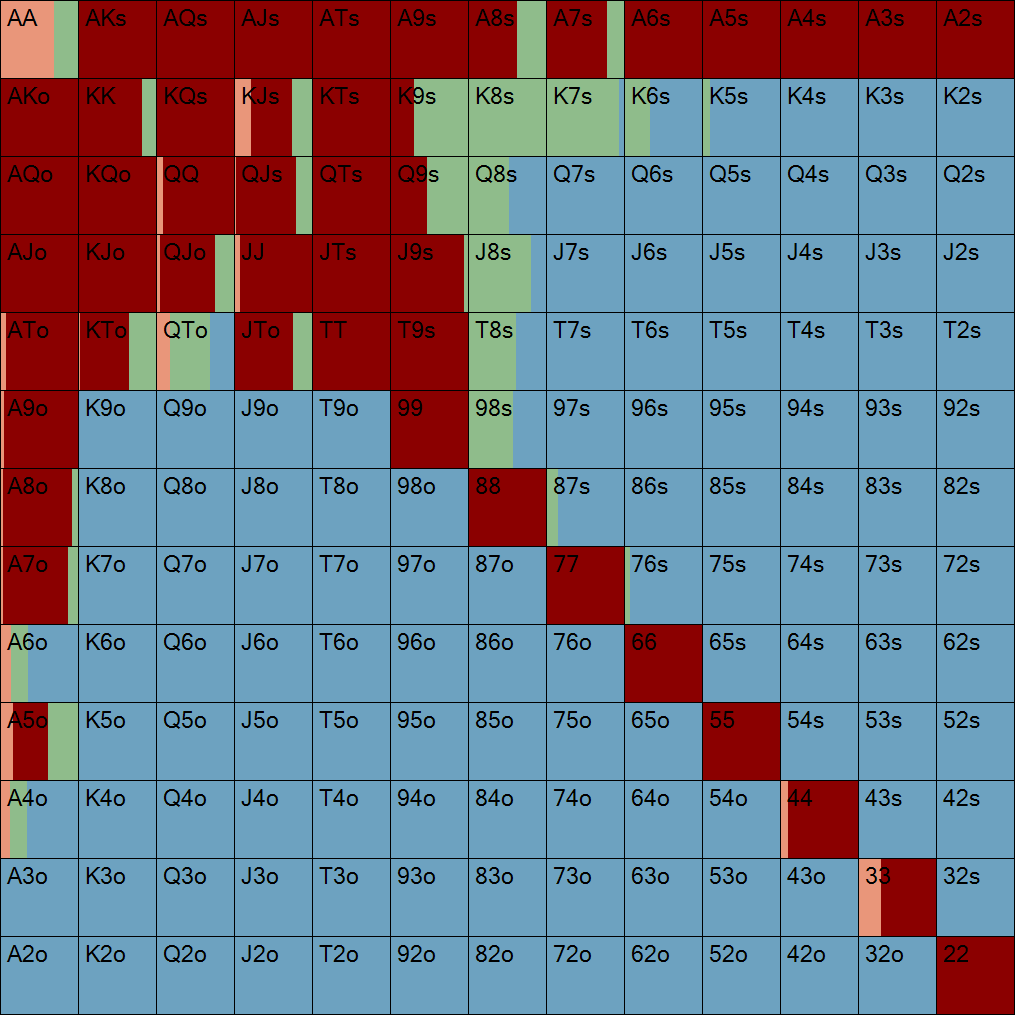 AA AKs AQs AJs ATs A9s A8s A7s A6s A5s A4s A3s A2s
AKo KK KQs KJs KTs K9s K8s K7s K6s K5s K4s K3s K2s
AQo KQo QQ QJs QTs Q9s Q8s Q7s Q6s Q5s Q4s Q3s Q2s
AJo KJo QJo JJ JTs J9s J8s J7s J6s J5s J4s J3s J2s
ATo KTo QTo JTo TT T9s T8s T7s T6s T5s T4s T3s T2s
A9o K9o Q9o J9o T9o 99 98s 97s 96s 95s 94s 93s 92s
A8o K8o Q8o J8o T8o 98o 88 87s 86s 85s 84s 83s 82s
A7o K7o Q7o J7o T7o 97o 87o 77 76s 75s 74s 73s 72s
A6o K6o Q6o J6o T6o 96o 86o 76o 66 65s 64s 63s 62s
A5o K5o Q5o J5o T5o 95o 85o 75o 65o 55 54s 53s 52s
A4o K4o Q4o J4o T4o 94o 84o 74o 64o 54o 44 43s 42s
A3o K3o Q3o J3o T3o 93o 83o 73o 63o 53o 43o 33 32s
A2o K2o Q2o J2o T2o 92o 82o 72o 62o 52o 42o 32o 22